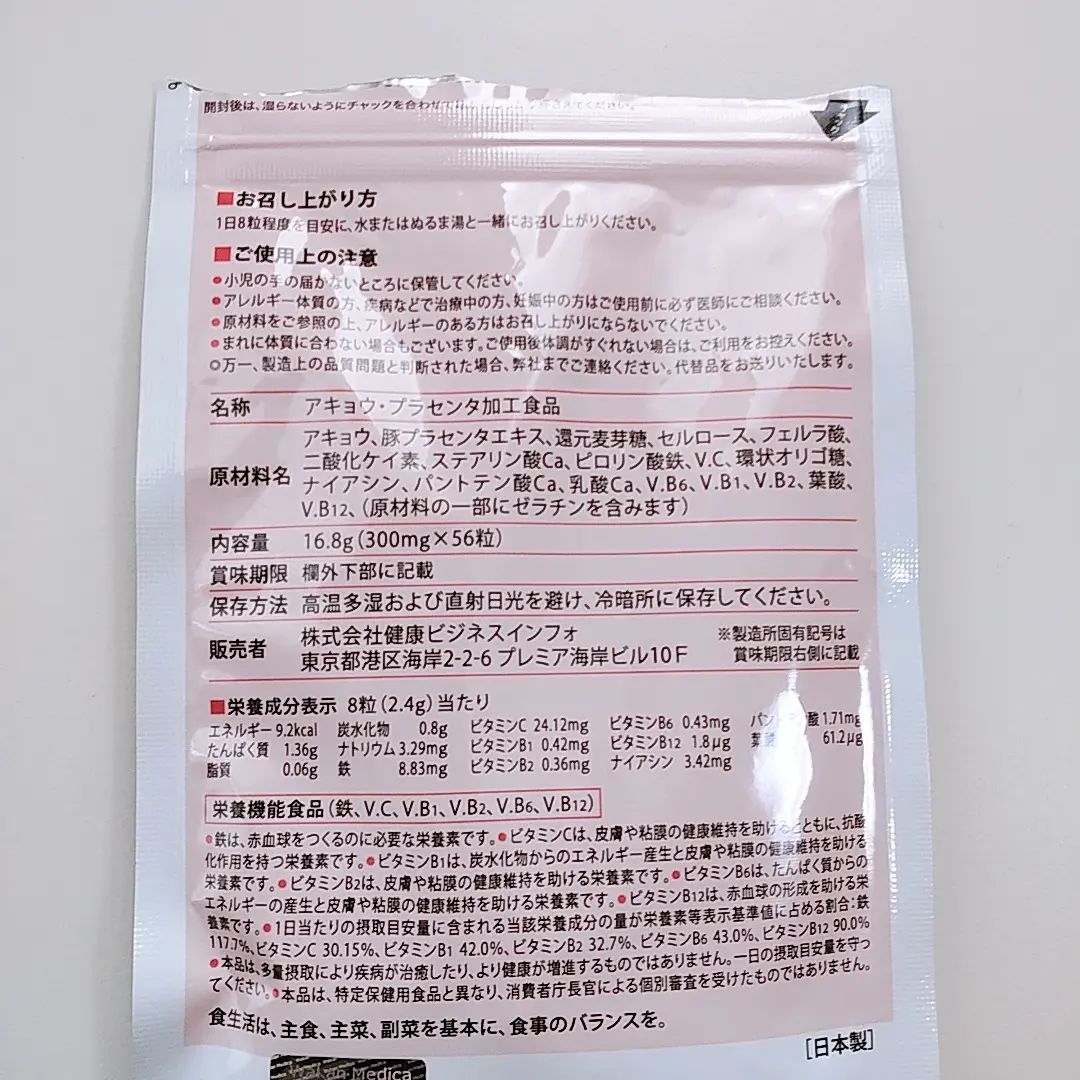 開封後は、湿らないようにチャックを合わせて
■お召し上がり方
1日8粒程度を目安に、水またはぬるま湯と一緒にお召し上がりください。
■ご使用上の注意
●小児の手の届かないところに保管してください。
●アレルギー体質の方、疾病などで治療中の方、妊娠中の方はご使用前に必ず医師にご相談ください。
●原材料をご参照の上、アレルギーのある方はお召し上がりにならないでください。
●まれに体質に合わない場合もございます。ご使用後体調がすぐれない場合は、ご利用をお控えください。
◎万一、製造上の品質問題と判断された場合、弊社までご連絡ください。代替品をお送りいたします。
名称 アキョウ・プラセンタ加工食品
原材料名 アキョウ、豚プラセンタエキス、還元麦芽糖、セルロース、フェルラ酸、
二酸化ケイ素、ステアリン酸Ca、ピロリン酸鉄、V.C、環状オリゴ糖、
ナイアシン、パントテン酸Ca、乳酸Ca、V.B6、V.B1、V.B2、葉酸、
V.B12、(原材料の一部にゼラチンを含みます)
内容量 16.8g(300mg×56粒)
賞味期限 欄外下部に記載
保存方法 高温多湿および直射日光を避け、冷暗所に保存してください。
販売者 株式会社健康ビジネスインフォ
東京都港区海岸2-2-6 プレミア海岸ビル10F
※製造所固有記号は
賞味期限右側に記載
■栄養成分表示 8粒(2.4g)当たり
エネルギー 9.2kcal 炭水化物 0.8g ビタミンC 24.12mg ビタミンB6 0.43mg パントテン酸 1.71mg
たんぱく質 1.36g ナトリウム 3.29mg ビタミンB1 0.42mg ビタミンB12 1.8μg 葉酸 61.2μg
脂質 0.06g 鉄 8.83mg ビタミンB2 0.36mg ナイアシン 3.42mg
栄養機能食品(鉄、V.C、V.B1、V.B2、V.B6、V.B12)
●鉄は、赤血球をつくるのに必要な栄養素です。●ビタミンCは、皮膚や粘膜の健康維持を助けるとともに、抗酸
化作用を持つ栄養素です。●ビタミンB1は、炭水化物からのエネルギー産生と皮膚や粘膜の健康維持を助ける
栄養素です。●ビタミンB2は、皮膚や粘膜の健康維持を助ける栄養素です。●ビタミンB6は、たんぱく質からの
エネルギーの産生と皮膚や粘膜の健康維持を助ける栄養素です。●ビタミンB12は、赤血球の形成を助ける栄
養素です。●1日当たりの摂取目安量に含まれる当該栄養成分の量が栄養素等表示基準値に占める割合:鉄
117.7%、ビタミンC 30.15%、ビタミンB1 42.0%、ビタミンB2 32.7%、ビタミンB6 43.0%、ビタミンB12 90.0%
●本品は、多量摂取により疾病が治癒したり、より健康が増進するものではありません。一日の摂取目安量を守っ
てください。●本品は、特定保健用食品と異なり、消費者庁長官による個別審査を受けたものではありません。
食生活は、主食、主菜、副菜を基本に、食事のバランスを。
[日本製]
Wakan Medica